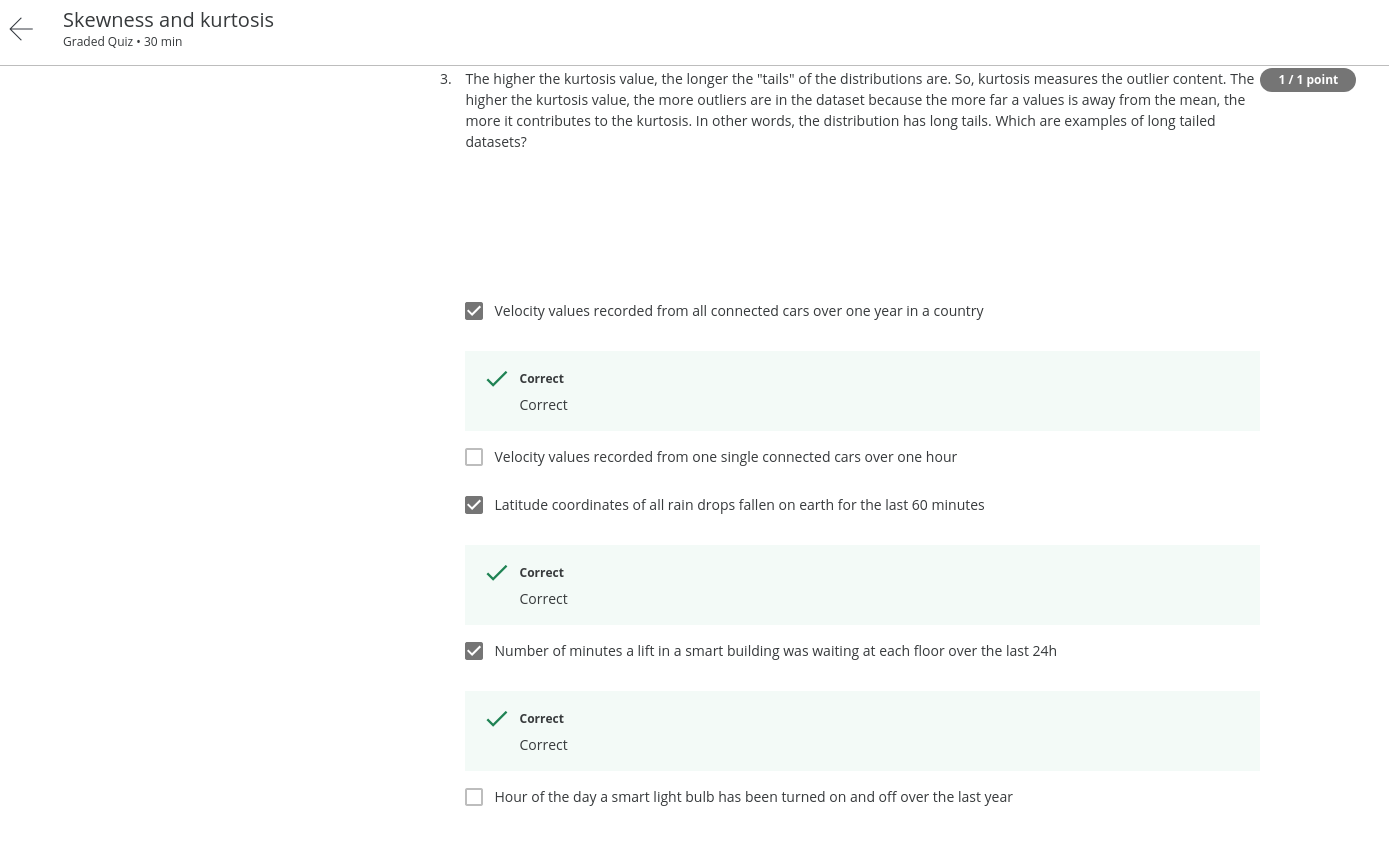 Skewness and kurtosis
Graded Quiz • 30 min
3. The higher the kurtosis value, the longer the "tails" of the distributions are. So, kurtosis measures the outlier content. The
1 / 1 point
higher the kurtosis value, the more outliers are in the dataset because the more far a values is away from the mean, the
more it contributes to the kurtosis. In other words, the distribution has long tails. Which are examples of long tailed
datasets?
Velocity values recorded from all connected cars over one year in a country
Correct
Correct
Velocity values recorded from one single connected cars over one hour
Latitude coordinates of all rain drops fallen on earth for the last 60 minutes
Correct
Correct
Number of minutes a lift in a smart building was waiting at each floor over the last 24h
Correct
Correct
Hour of the day a smart light bulb has been turned on and off over the last year